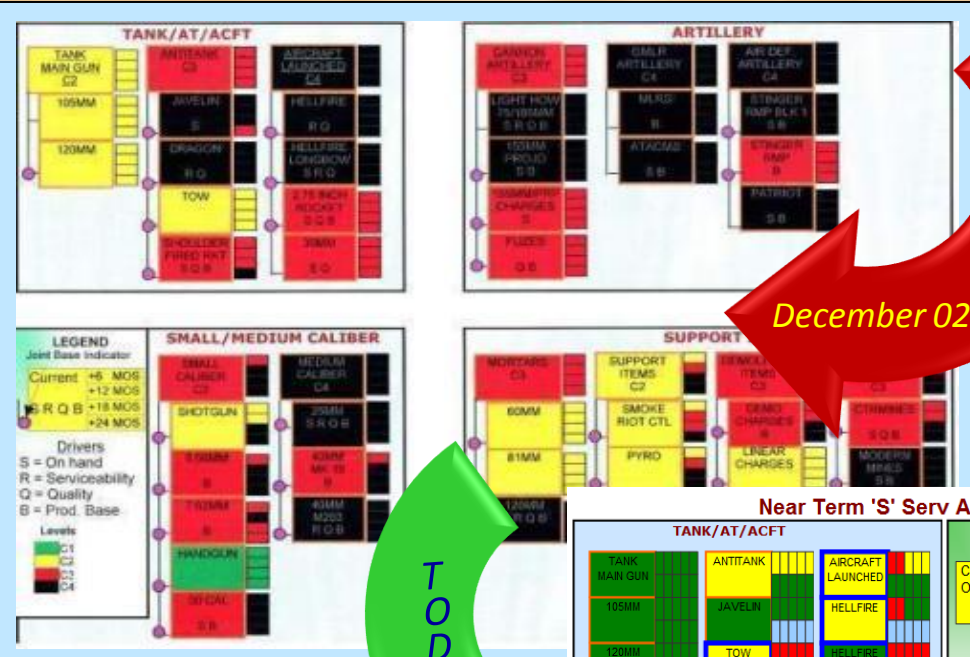 TANK/AT/ACFT
TANK
MAIN GUN
C2
105MM
120MM
ANTITANK
C3
JAVELIN
S
DRAGON
R Q
TOW
SHOULDER
FIRED RKT
S Q B
AIRCRAFT
LAUNCHED
C4
HELLFIRE
R Q
HELLFIRE
LONGBOW
S R Q
2.75 INCH
ROCKET
S Q B
30MM
ARTILLERY
CANNON
ARTILLERY
C3
LIGHT HOW
75/105MM
S R Q B
155MM
PROJO
S B
CHARGES
S
FUZES
Q B
ARTILLERY
C4
MLRS
B
ATACMS
S B
AIR DEF
ARTILLERY
C4
STINGER
RMP BLK 1
S B
STINGER
RMP
B
PATRIOT
S B
December 02
LEGEND
Joint Base Indicator
Current
+6 MOS
+12 MOS
S R Q B
+18 MOS
+24 MOS
Drivers
S = On hand
R = Serviceability
Q = Quality
B = Prod. Base
Levels
C1
C2
C3
C4
SMALL/MEDIUM CALIBER
SMALL
CALIBER
C3
SHOTGUN
5.56MM
B
7.62MM
B
HANDGUN
.50 CAL
S B
MEDIUM
CALIBER
C4
25MM
S R Q B
40MM
MK 19
B
40MM
M203
R Q B
SUPPORT
MORTARS
C3
60MM
81MM
120MM
R Q B
SUPPORT
ITEMS
C2
SMOKE
RIOT CTL
PYRO
ITEMS
C3
DEMO
CHARGES
B
LINEAR
CHARGES
C3
CTRMINES
S Q B
MODERN
MINES
S B
T
O
D
Near Term 'S' Serv A
TANK/AT/ACFT
TANK
MAIN GUN
105MM
120MM
ANTITANK
JAVELIN
TOW
AIRCRAFT
LAUNCHED
HELLFIRE
HELLFIRE
C
O